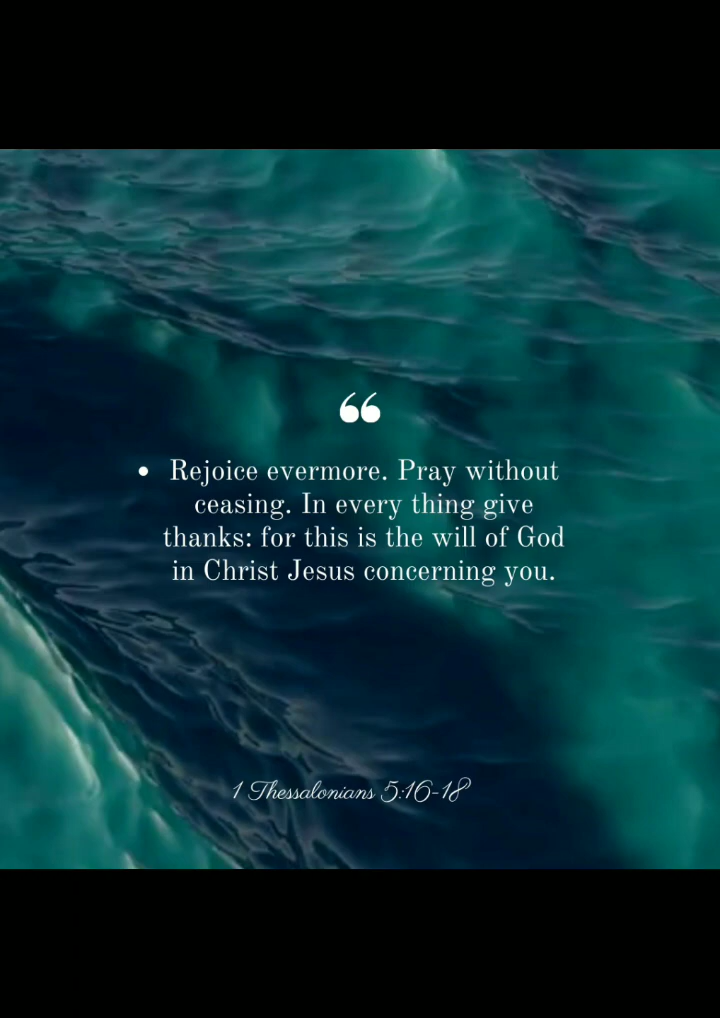 ❝
• Rejoice evermore. Pray without
ceasing. In every thing give
thanks: for this is the will of God
in Christ Jesus concerning you.
1 Thessalonians 5:16-18